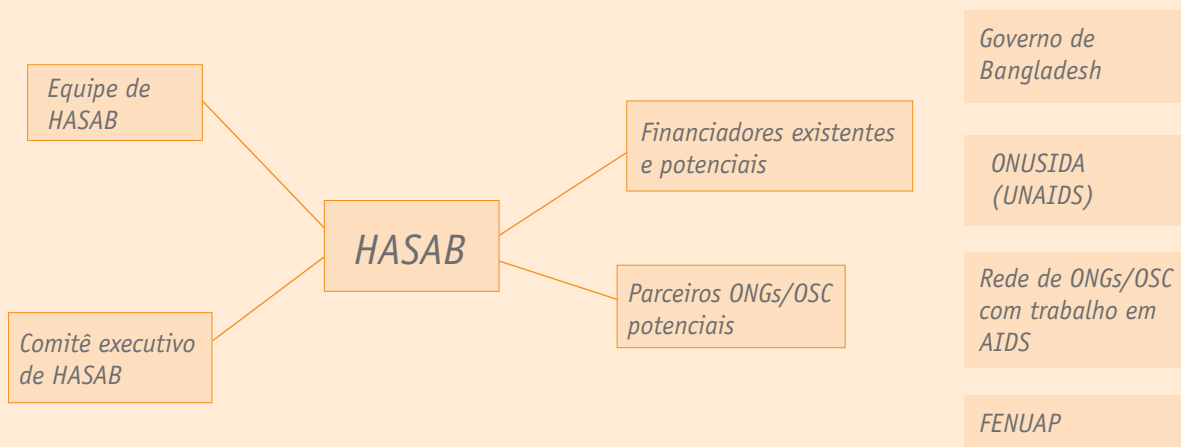 Equipe de
HASAB
Comitê executivo
de HASAB
HASAB
Financiadores existentes
e potenciais
Parceiros ONGs/OSC
potenciais
Governo de
Bangladesh
ONUSIDA
(UNAIDS)
Rede de ONGs/OSC
com trabalho em
AIDS
FENUAP